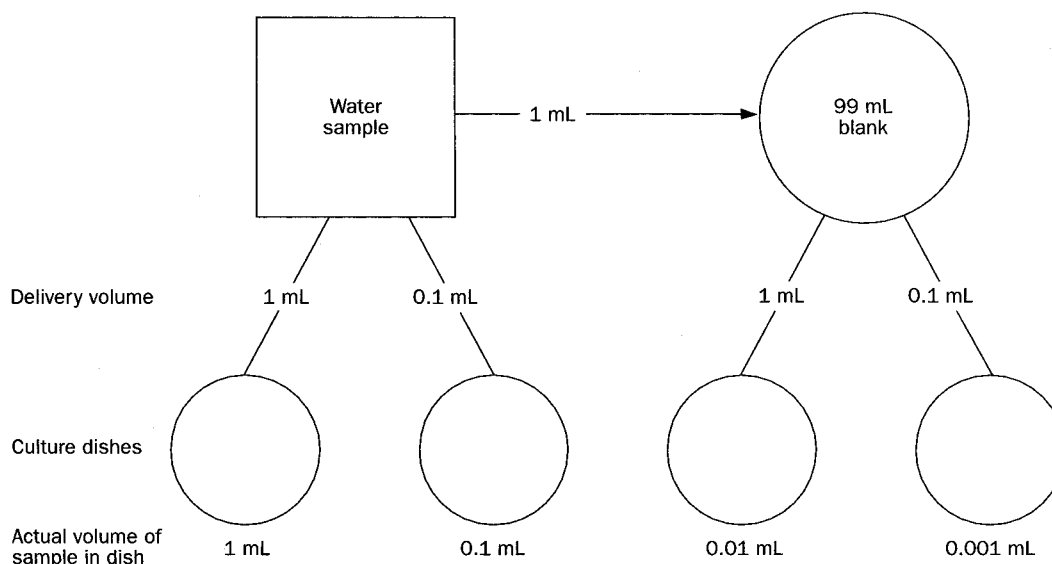 Water
sample
1 mL
99 mL
blank
Delivery volume
1 mL
0.1 mL
1 mL
0.1 mL
Culture dishes
Actual volume of
sample in dish
1 mL
0.1 mL
0.01 mL
0.001 mL